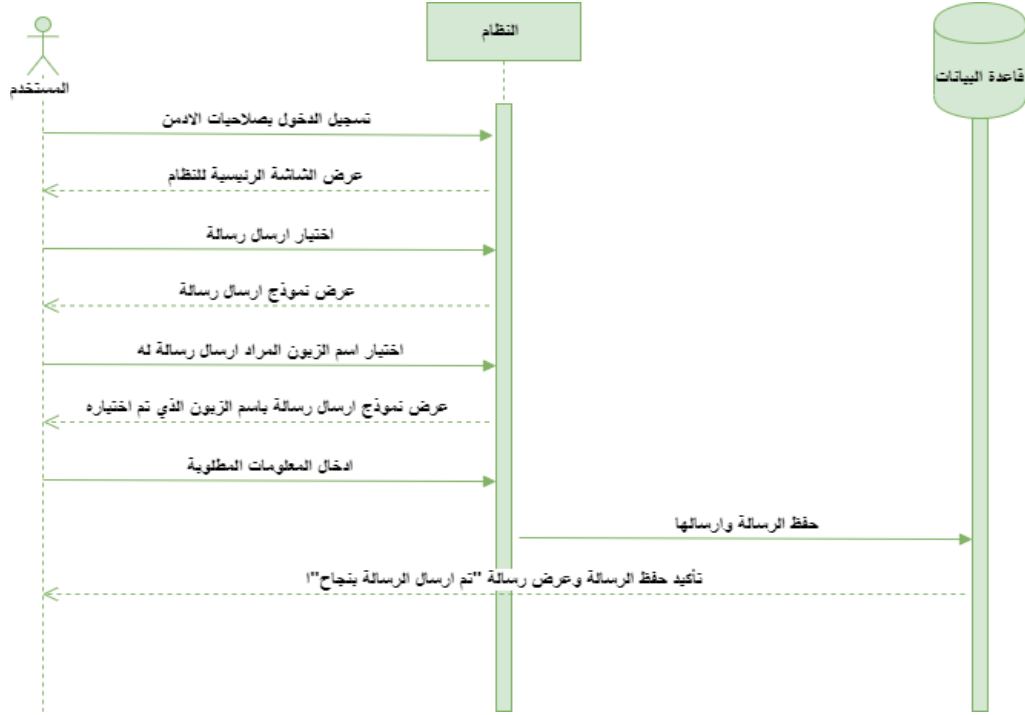 النظام
قاعدة البيانات
المستخدم
تسجيل الدخول بصلاحيات الادمن
عرض الشاشة الرئيسية للنظام
اختيار ارسال رسالة
عرض نموذج ارسال رسالة
اختيار اسم الزبون المراد ارسال رسالة له
عرض نموذج ارسال رسالة باسم الزبون الذي تم اختياره
ادخال المعلومات المطلوبة
حفظ الرسالة وارسالها
تأكيد حفظ الرسالة وعرض رسالة "تم ارسال الرسالة بنجاح"ا